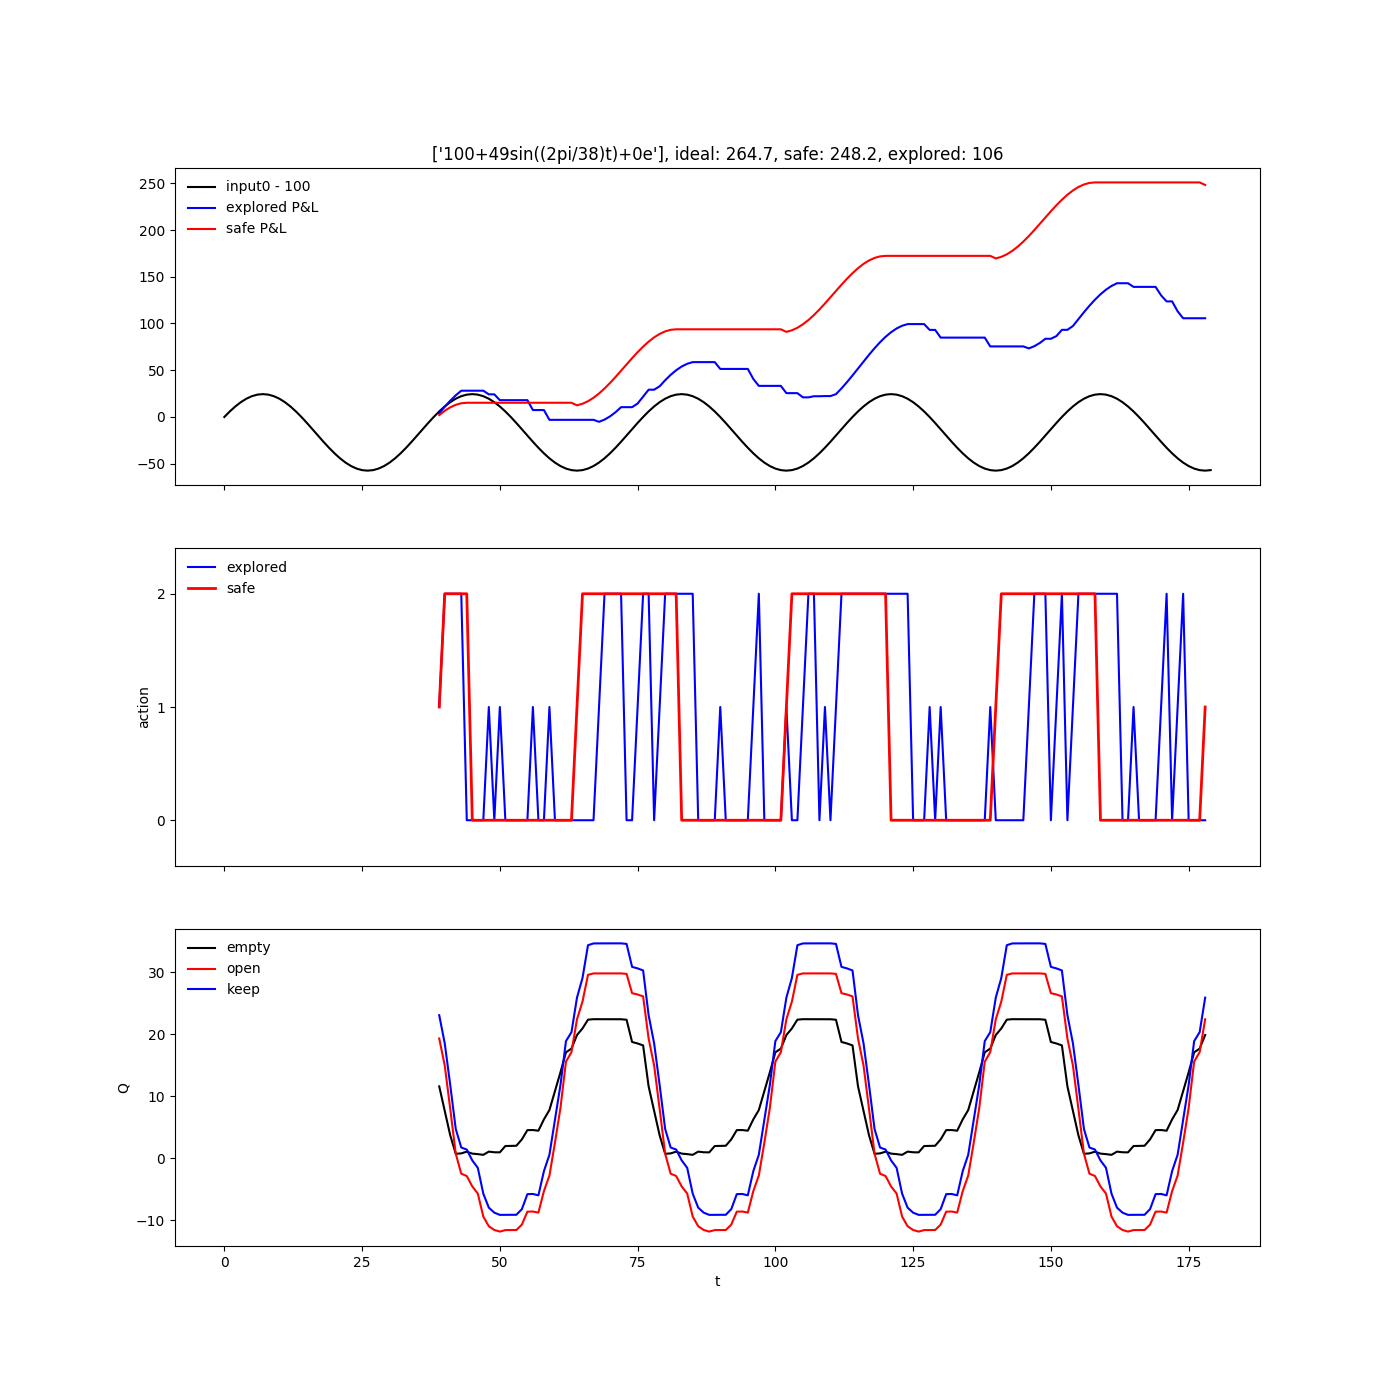 ['100+49sin((2pi/38)t)+0e'], ideal: 264.7, safe: 248.2, explored: 106
250
200
150
100
50
0
−50
input0 - 100
explored P&L
safe P&L
action
2
1
0
explored
safe
Q
30
20
10
0
−10
empty
open
keep
0 25 50 75 100 125 150 175
t